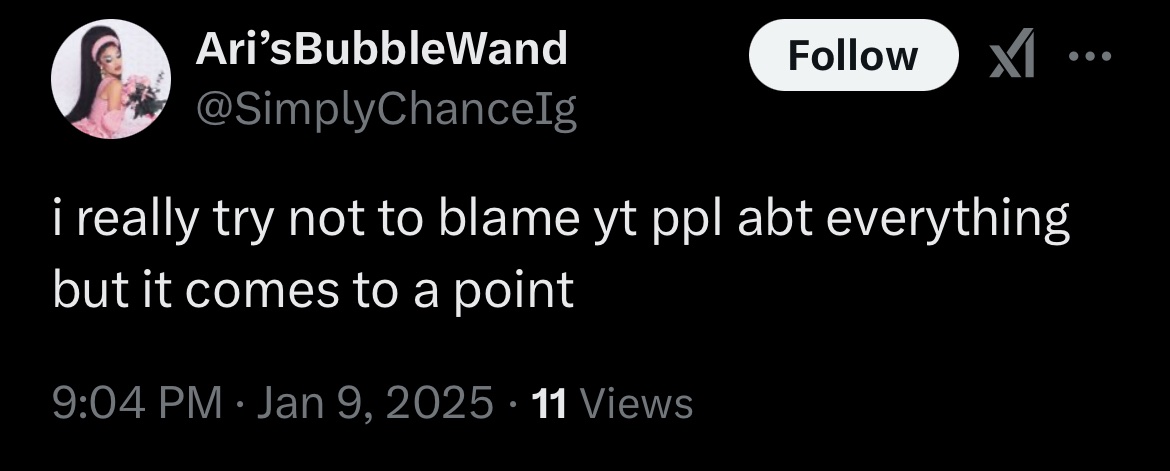 Ari’sBubbleWand
Follow
@SimplyChanceIg
i really try not to blame yt ppl abt everything
but it comes to a point
9:04 PM · Jan 9, 2025 · 11 Views